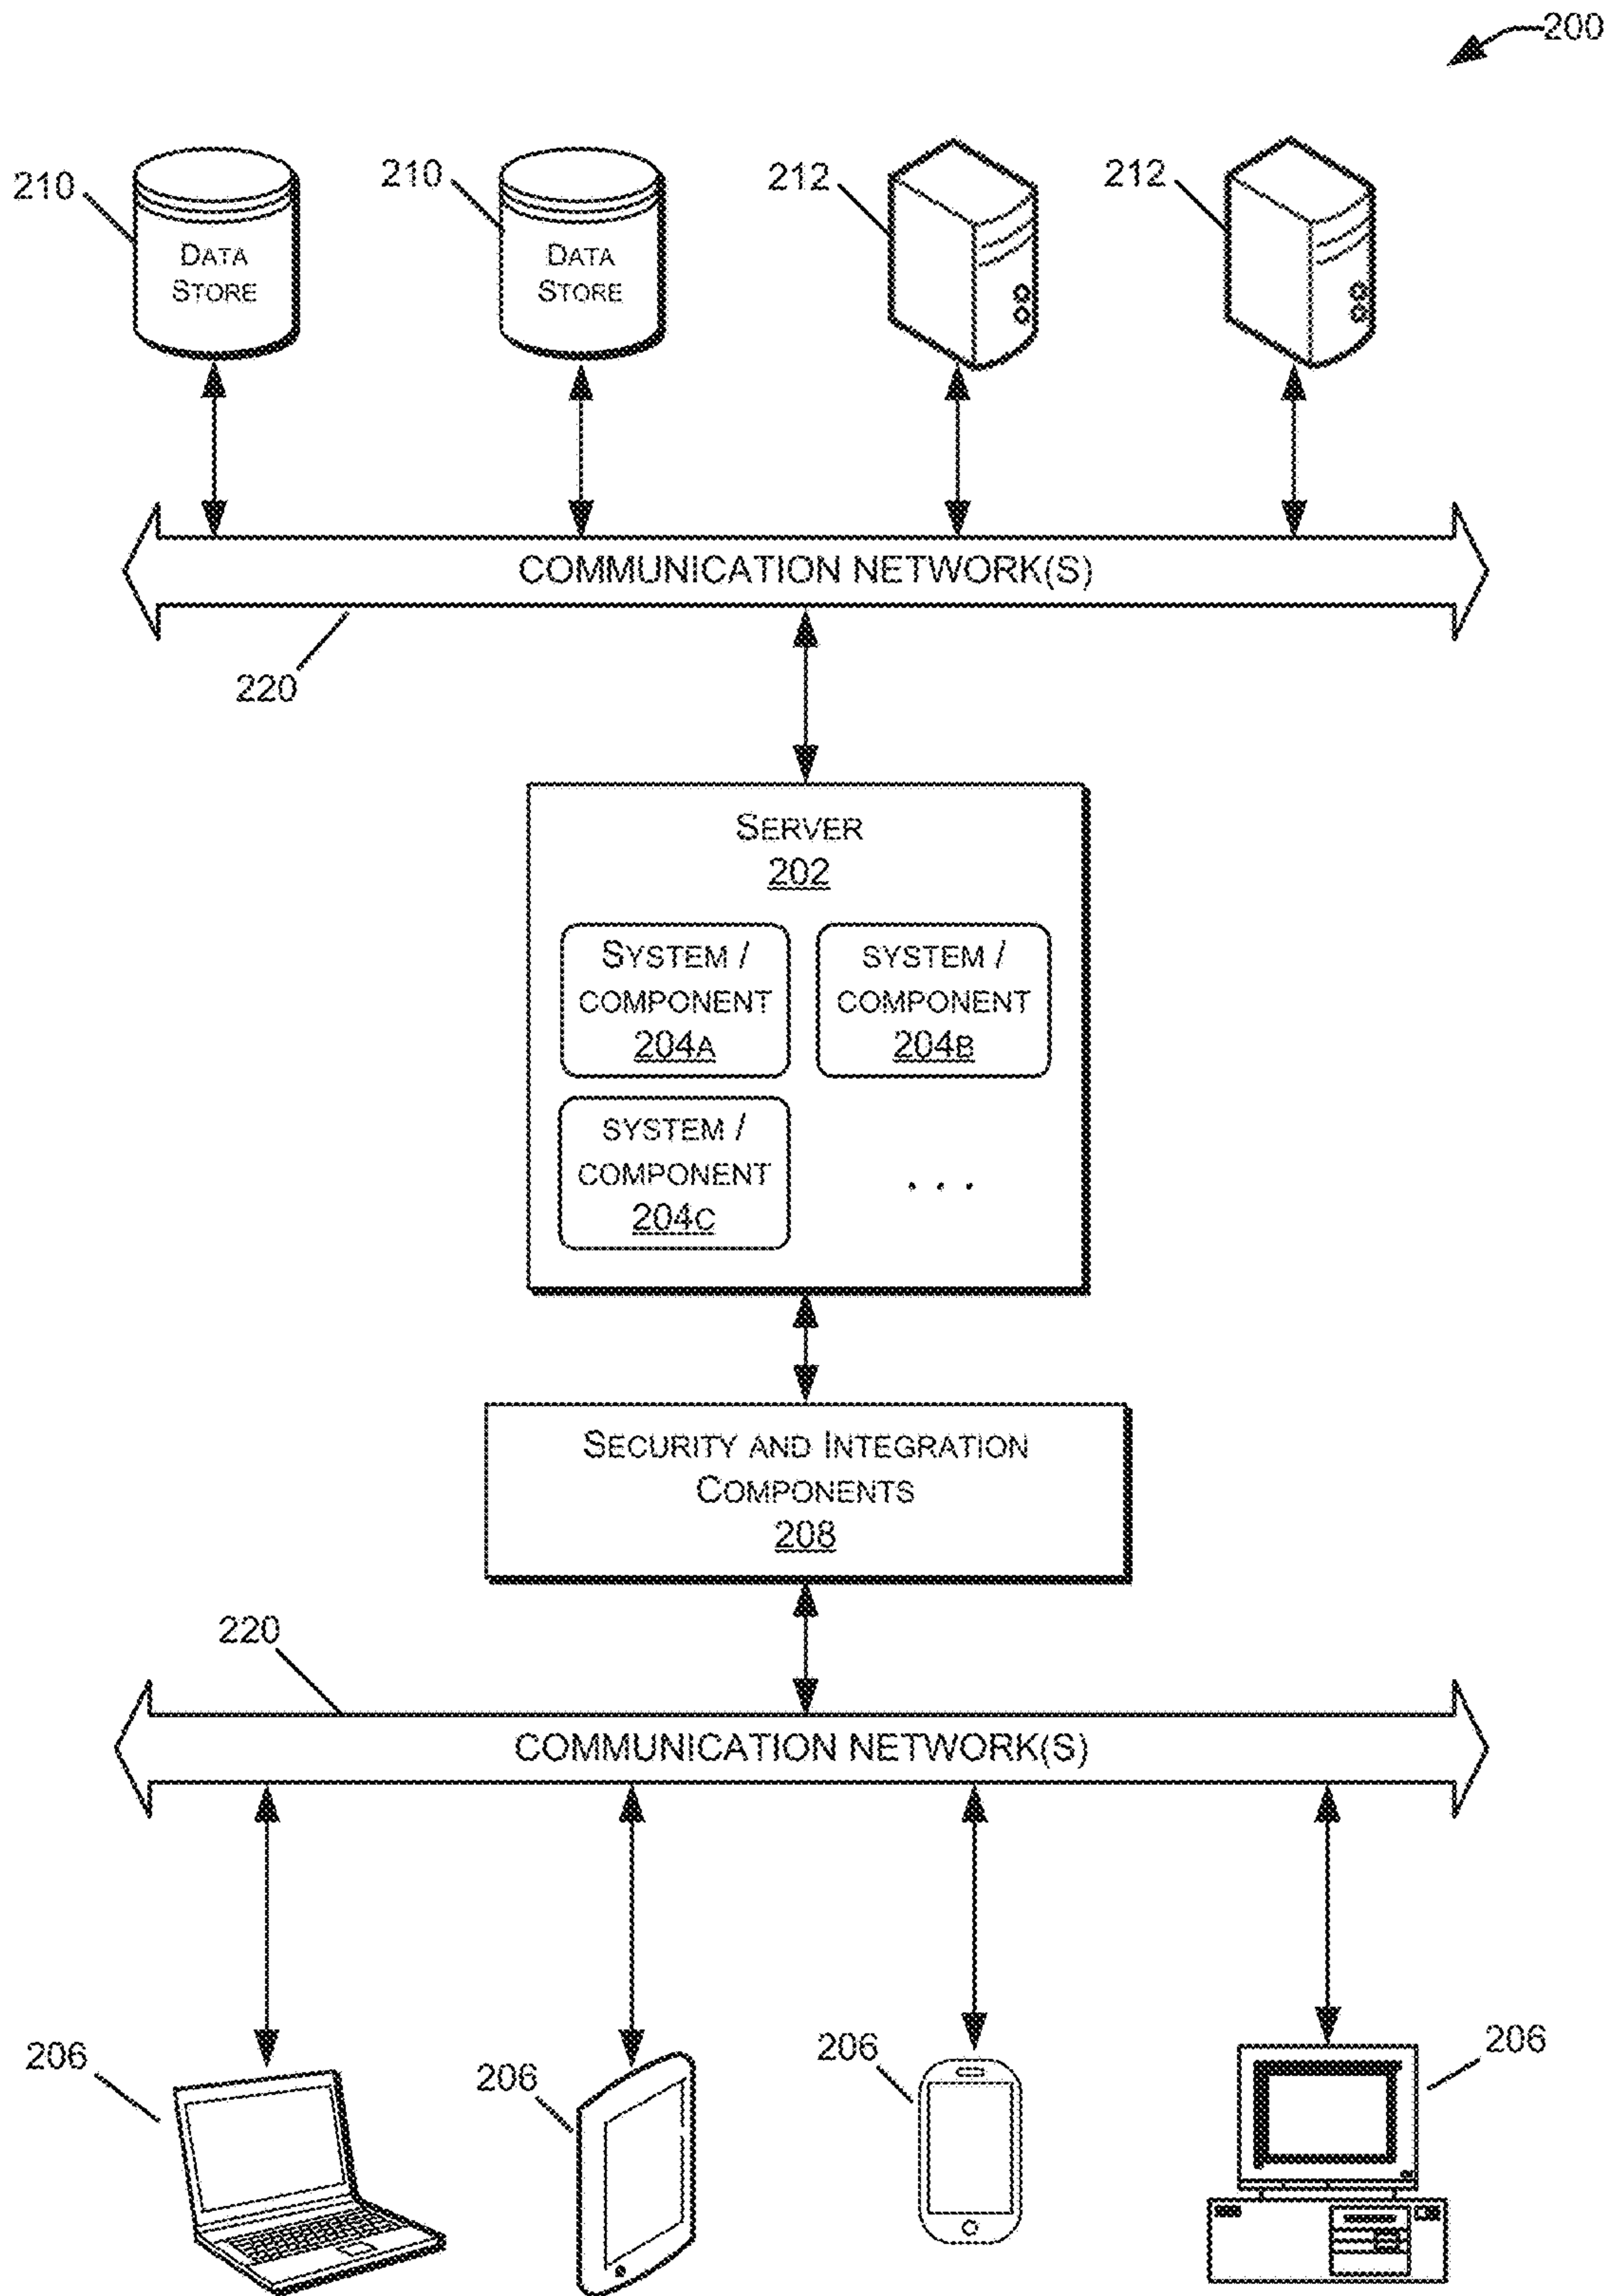 200
210
DATA
STORE
210
DATA
STORE
212
212
COMMUNICATION NETWORK(S)
220
SERVER
202
SYSTEM /
COMPONENT
204A
SYSTEM /
COMPONENT
204B
SYSTEM /
COMPONENT
204C
. . .
SECURITY AND INTEGRATION
COMPONENTS
208
220
COMMUNICATION NETWORK(S)
206
206
206
206